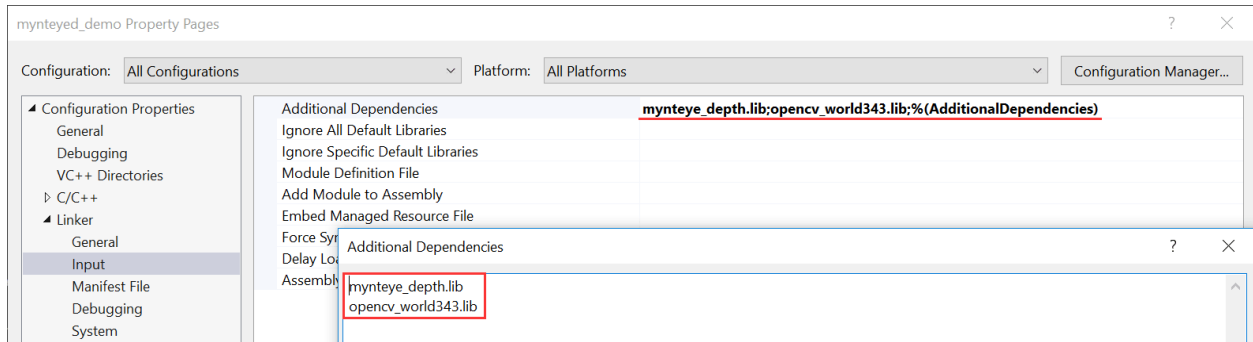 mynteyed_demo Property Pages
Configuration: All Configurations Platform: All Platforms Configuration Manager...
Configuration Properties
General
Debugging
VC++ Directories
C/C++
Linker
General
Input
Manifest File
Debugging
System
Additional Dependencies mynteye_depth.lib;opencv_world343.lib;%(AdditionalDependencies)
Ignore All Default Libraries
Ignore Specific Default Libraries
Module Definition File
Add Module to Assembly
Embed Managed Resource File
Force Syr
Delay Loa
Assembly
Additional Dependencies ?
mynteye_depth.lib
opencv_world343.lib